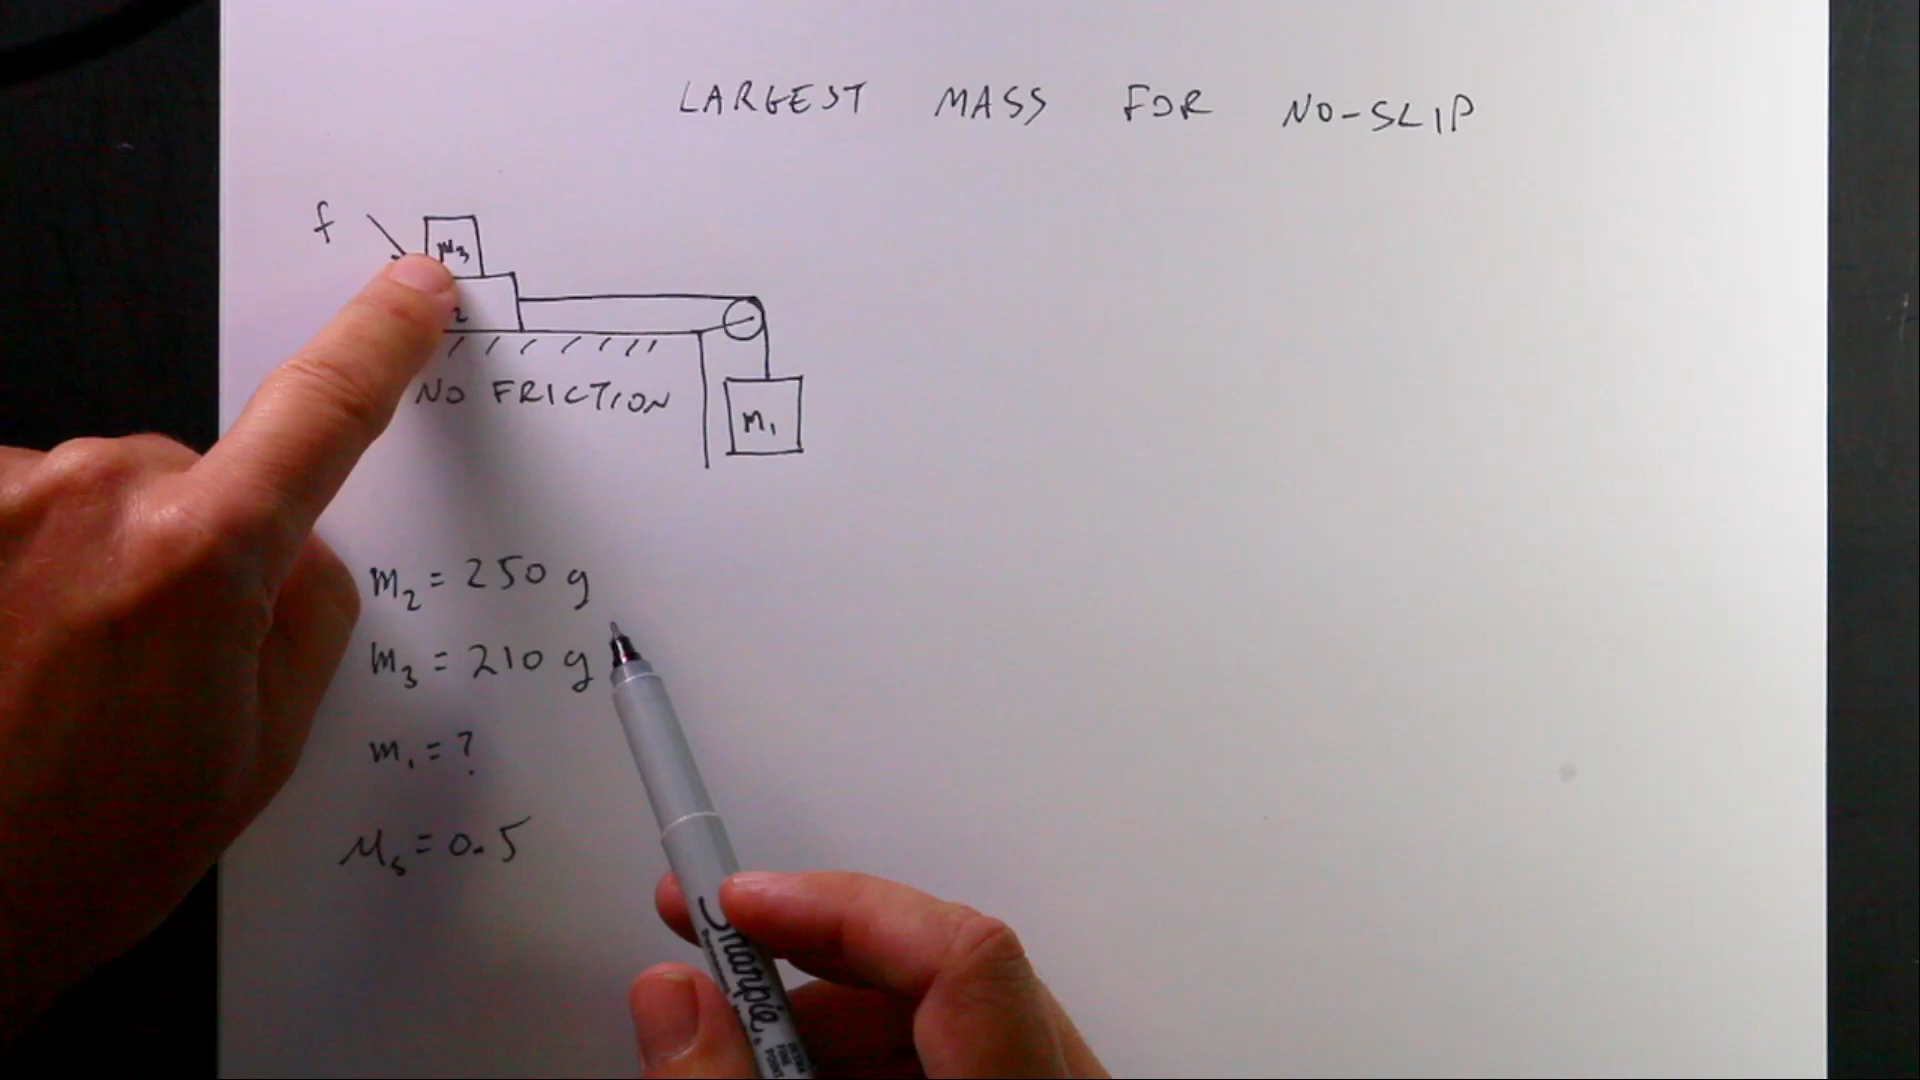 LARGEST MASS FOR NO-SLIP
f
m3
2
NO FRICTION
m1
m2 = 250 g
m3 = 210 g
m1 = ?
μs = 0.5
Sharpie.